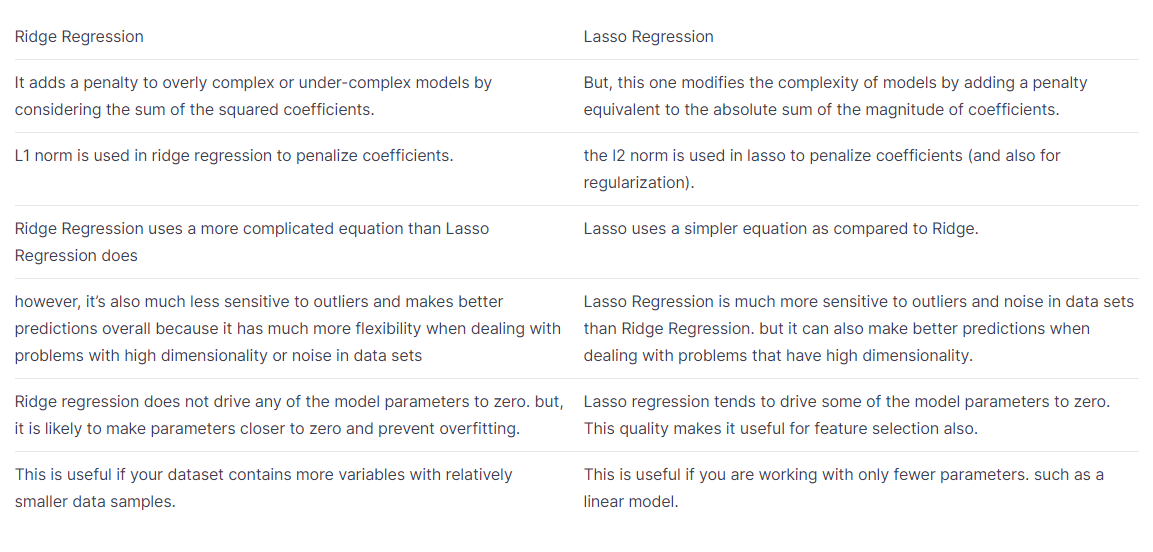 Ridge Regression
Lasso Regression
It adds a penalty to overly complex or under-complex models by
considering the sum of the squared coefficients.
But, this one modifies the complexity of models by adding a penalty
equivalent to the absolute sum of the magnitude of coefficients.
L1 norm is used in ridge regression to penalize coefficients.
the l2 norm is used in lasso to penalize coefficients (and also for
regularization).
Ridge Regression uses a more complicated equation than Lasso
Regression does
Lasso uses a simpler equation as compared to Ridge.
however, it’s also much less sensitive to outliers and makes better
predictions overall because it has much more flexibility when dealing with
problems with high dimensionality or noise in data sets
Lasso Regression is much more sensitive to outliers and noise in data sets
than Ridge Regression. but it can also make better predictions when
dealing with problems that have high dimensionality.
Ridge regression does not drive any of the model parameters to zero. but,
it is likely to make parameters closer to zero and prevent overfitting.
Lasso regression tends to drive some of the model parameters to zero.
This quality makes it useful for feature selection also.
This is useful if your dataset contains more variables with relatively
smaller data samples.
This is useful if you are working with only fewer parameters. such as a
linear model.